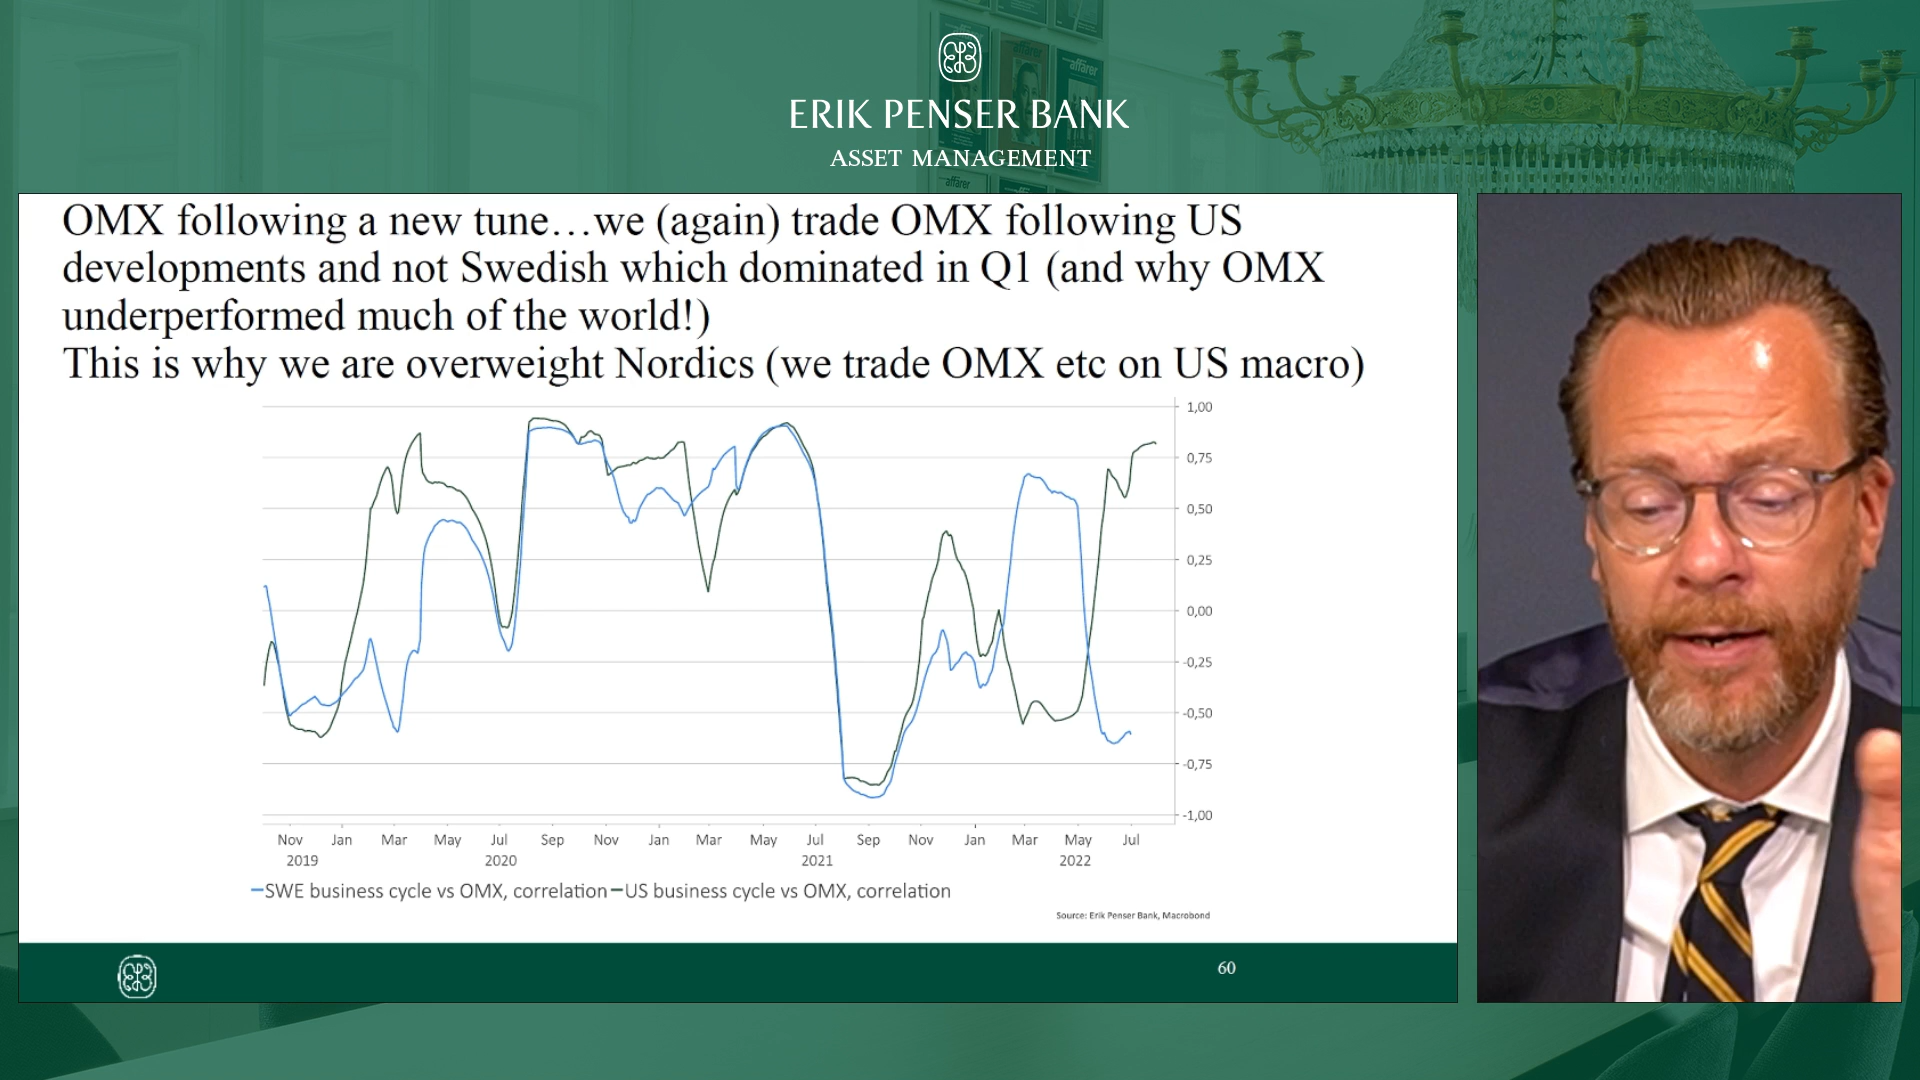 affärer
affärer
ERIK PENSER BANK
ASSET MANAGEMENT
affärer
OMX following a new tune…we (again) trade OMX following US
developments and not Swedish which dominated in Q1 (and why OMX
underperformed much of the world!)
This is why we are overweight Nordics (we trade OMX etc on US macro)
1,00
0,75
0,50
0,25
0,00
-0,25
-0,50
-0,75
-1,00
Nov Jan Mar May Jul Sep Nov Jan Mar May Jul Sep Nov Jan Mar May Jul
2019 2020 2021 2022
SWE business cycle vs OMX, correlation US business cycle vs OMX, correlation
Source: Erik Penser Bank, Macrobond
60